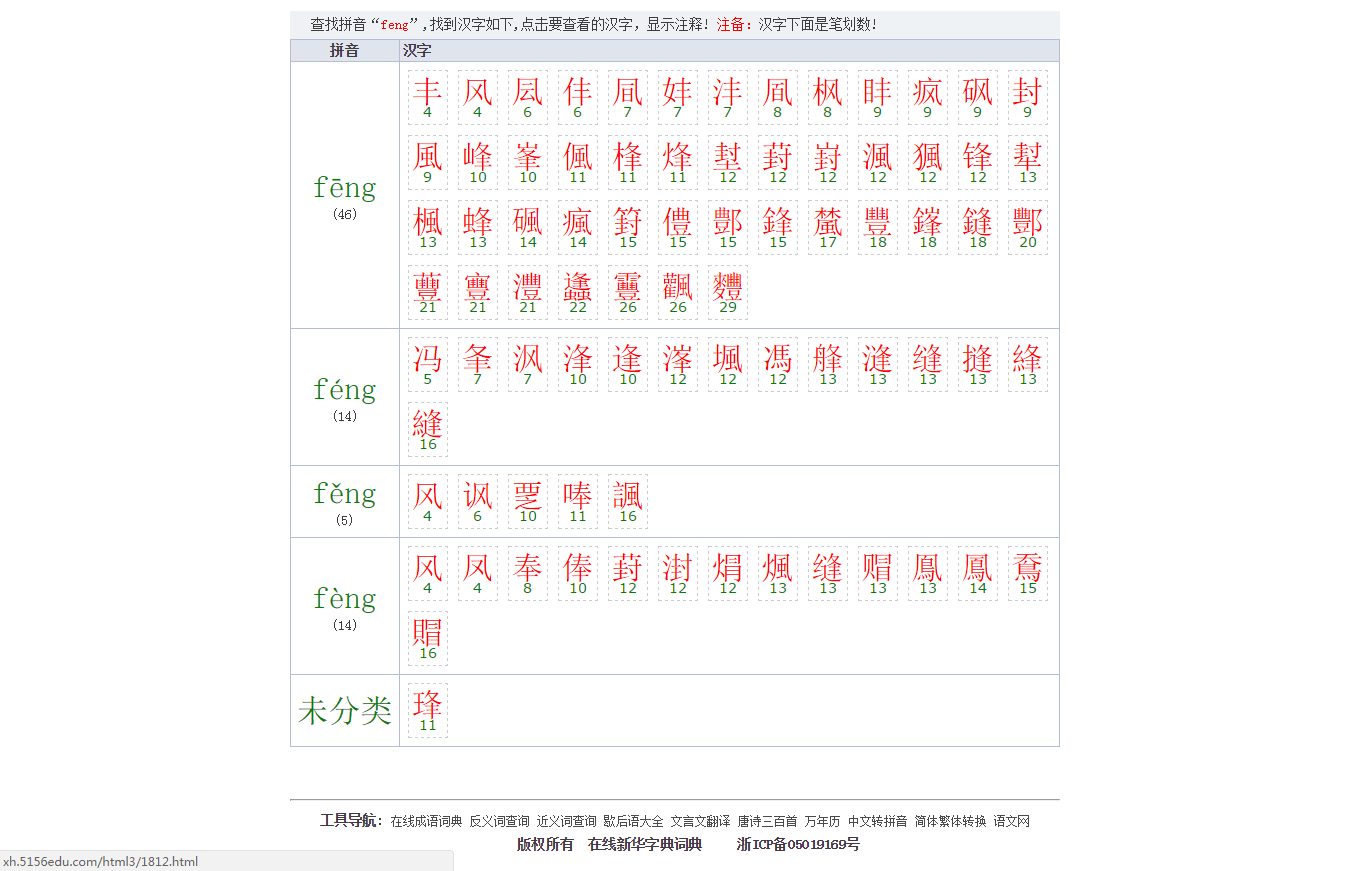 查找拼音“feng”,找到汉字如下,点击要查看的汉字，显示注释! 注备：汉字下面是笔划数!
拼音 汉字
丰 风 凨 仹 凬 妦 沣 凮 枫 盽 疯 砜 封
4 4 6 6 7 7 7 8 8 9 9 9 9
風 峰 峯 偑 桻 烽 堼 葑 崶 渢 猦 锋 犎
9 10 10 11 11 11 12 12 12 12 12 12 13
fēng
(46)
楓 蜂 碸 瘋 篈 僼 鄷 鋒 檒 豐 鎽 鏠 酆
13 13 14 14 15 15 15 15 17 18 18 18 20
蘴 寷 灃 蠭 靊 飌 麷
21 21 21 22 26 26 29
冯 夆 沨 浲 逢 溄 堸 馮 艂 漨 缝 摓 綘
5 7 7 10 10 12 12 12 13 13 13 13 13
féng
(14)
縫
16
fěng
(5)
风 讽 覂 唪 諷
4 6 10 11 16
风 凤 奉 俸 葑 湗 焨 煈 缝 赗 鳯 鳳 鴌
4 4 8 10 12 12 12 13 13 13 13 14 15
fèng
(14)
賵
16
未分类 琒
11
工具导航： 在线成语词典 反义词查询 近义词查询 歇后语大全 文言文翻译 唐诗三百首 万年历 中文转拼音 简体繁体转换 语文网
版权所有 在线新华字典词典 浙ICP备05019169号
xh.5156edu.com/html3/1812.html